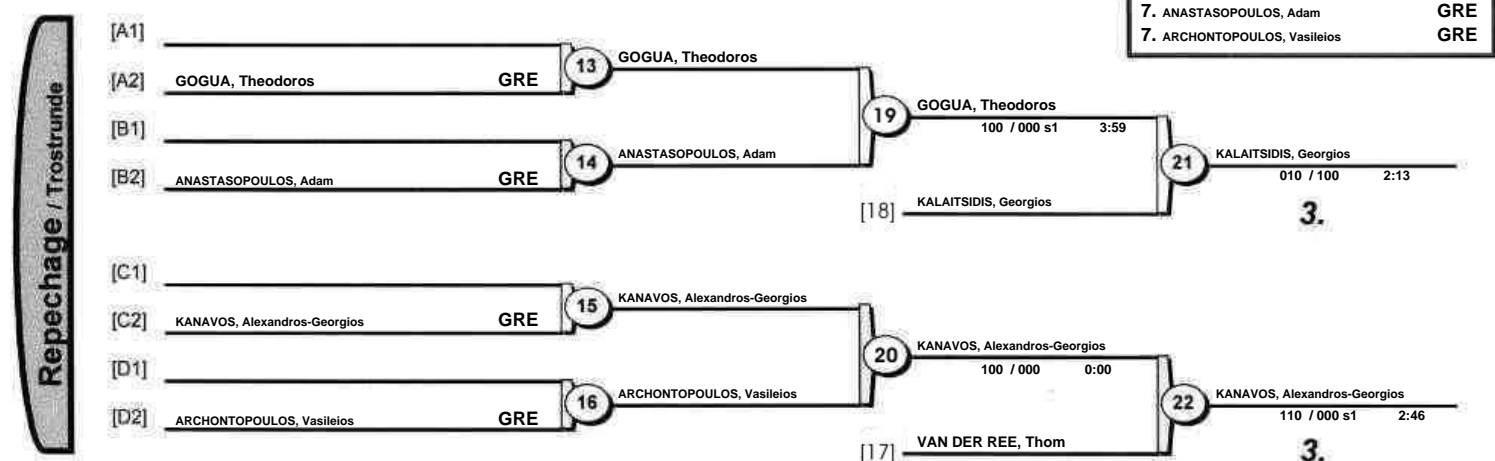 7. ANASTASOPOULOS, Adam GRE
7. ARCHONTOPOULOS, Vasileios GRE
Repechage / Trostrunde
[A1]
13 GOGUA, Theodoros
[A2] GOGUA, Theodoros GRE
19 GOGUA, Theodoros
100 / 000 s1 3:59
[B1]
14 ANASTASOPOULOS, Adam
[B2] ANASTASOPOULOS, Adam GRE
21 KALAITSIDIS, Georgios
010 / 100 2:13
[18] KALAITSIDIS, Georgios
3.
[C1]
15 KANAVOS, Alexandros-Georgios
[C2] KANAVOS, Alexandros-Georgios GRE
20 KANAVOS, Alexandros-Georgios
100 / 000 0:00
[D1]
16 ARCHONTOPOULOS, Vasileios
[D2] ARCHONTOPOULOS, Vasileios GRE
22 KANAVOS, Alexandros-Georgios
110 / 000 s1 2:46
[17] VAN DER REE, Thom
3.